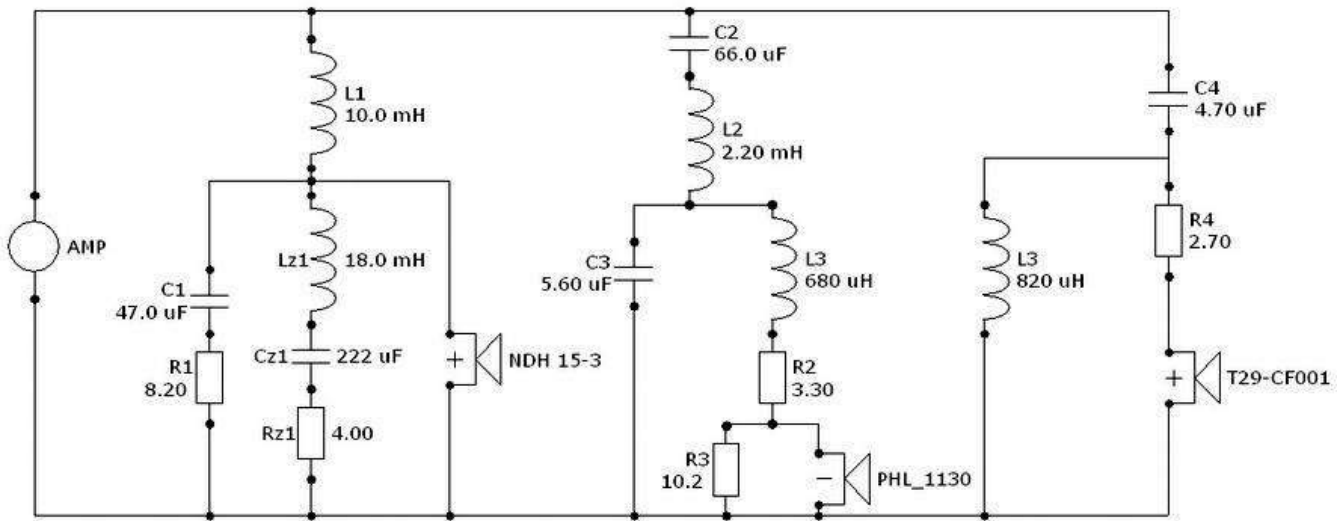 C2
66.0 uF
L1
10.0 mH
C4
4.70 uF
L2
2.20 mH
AMP
Lz1
18.0 mH
C3
5.60 uF
L3
680 uH
L3
820 uH
R4
2.70
C1
47.0 uF
Cz1
222 uF
+
NDH 15-3
R1
8.20
R2
3.30
+
T29-CF001
Rz1
4.00
R3
10.2
−
PHL_1130